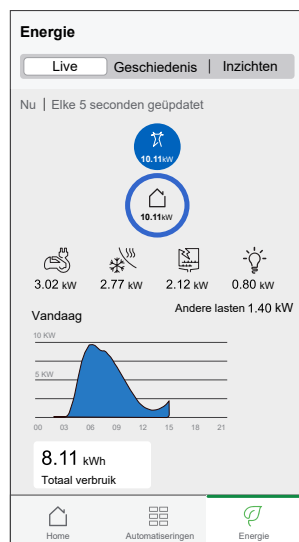 Energie
Live Geschiedenis | Inzichten
Nu | Elke 5 seconden geüpdatet
10.11kW
10.11kW
3.02 kW 2.77 kW 2.12 kW 0.80 kW
Andere lasten 1.40 kW
Vandaag
10 KW
5 KW
00 03 06 09 12 15 18 21
8.11 kWh
Totaal verbruik
Home Automatiseringen Energie